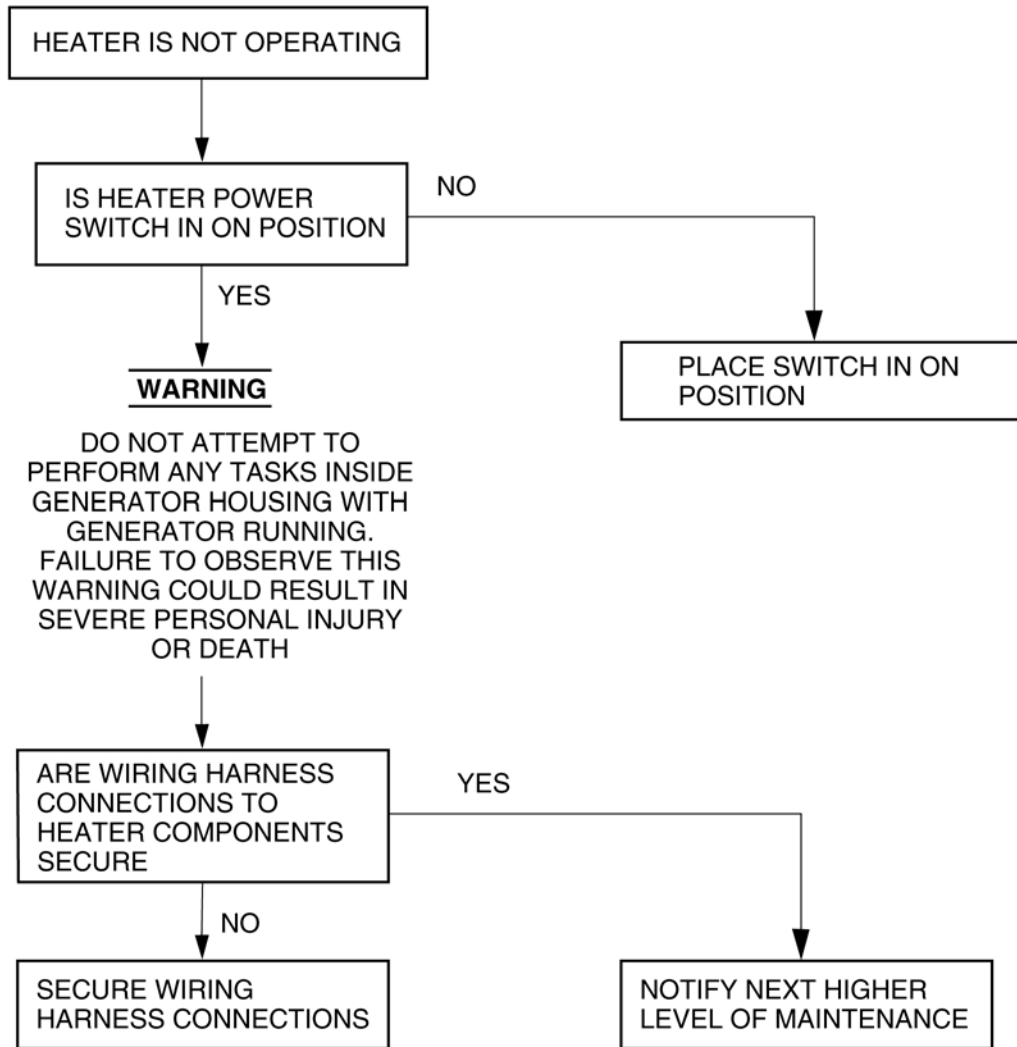 HEATER IS NOT OPERATING
IS HEATER POWER
SWITCH IN ON POSITION
NO
YES
PLACE SWITCH IN ON
POSITION
WARNING
DO NOT ATTEMPT TO
PERFORM ANY TASKS INSIDE
GENERATOR HOUSING WITH
GENERATOR RUNNING.
FAILURE TO OBSERVE THIS
WARNING COULD RESULT IN
SEVERE PERSONAL INJURY
OR DEATH
ARE WIRING HARNESS
CONNECTIONS TO
HEATER COMPONENTS
SECURE
YES
NO
SECURE WIRING
HARNESS CONNECTIONS
NOTIFY NEXT HIGHER
LEVEL OF MAINTENANCE